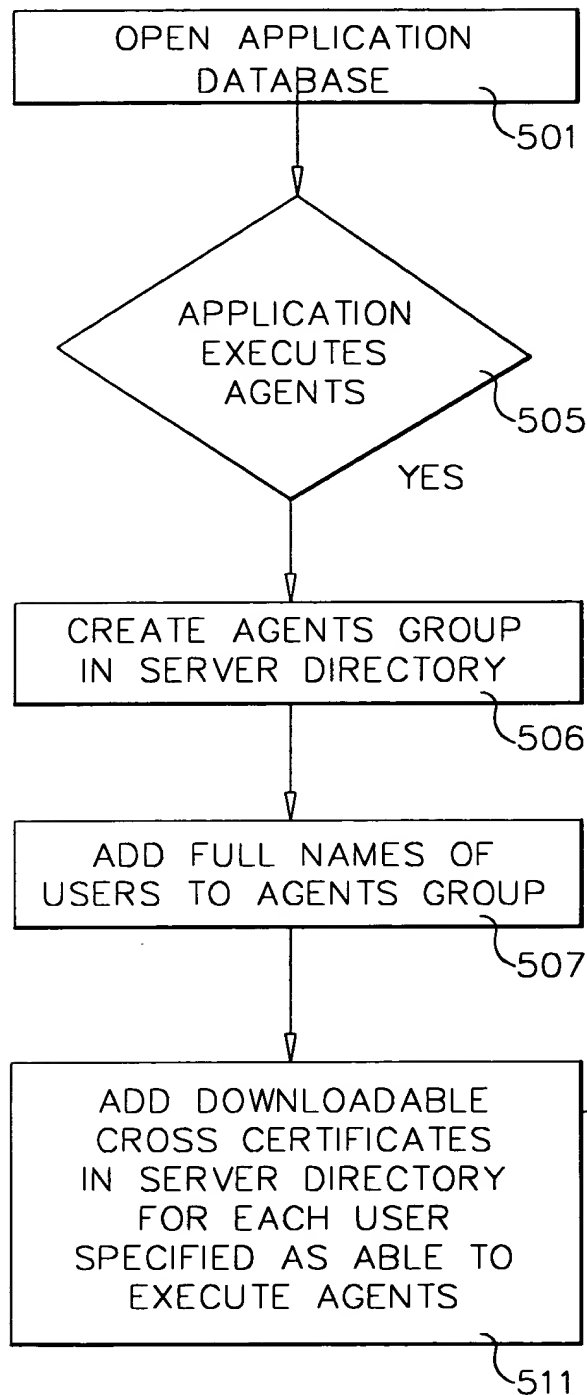 OPEN APPLICATION
DATABASE
501
APPLICATION
EXECUTES
AGENTS
505
YES
CREATE AGENTS GROUP
IN SERVER DIRECTORY
506
ADD FULL NAMES OF
USERS TO AGENTS GROUP
507
ADD DOWNLOADABLE
CROSS CERTIFICATES
IN SERVER DIRECTORY
FOR EACH USER
SPECIFIED AS ABLE TO
EXECUTE AGENTS
511